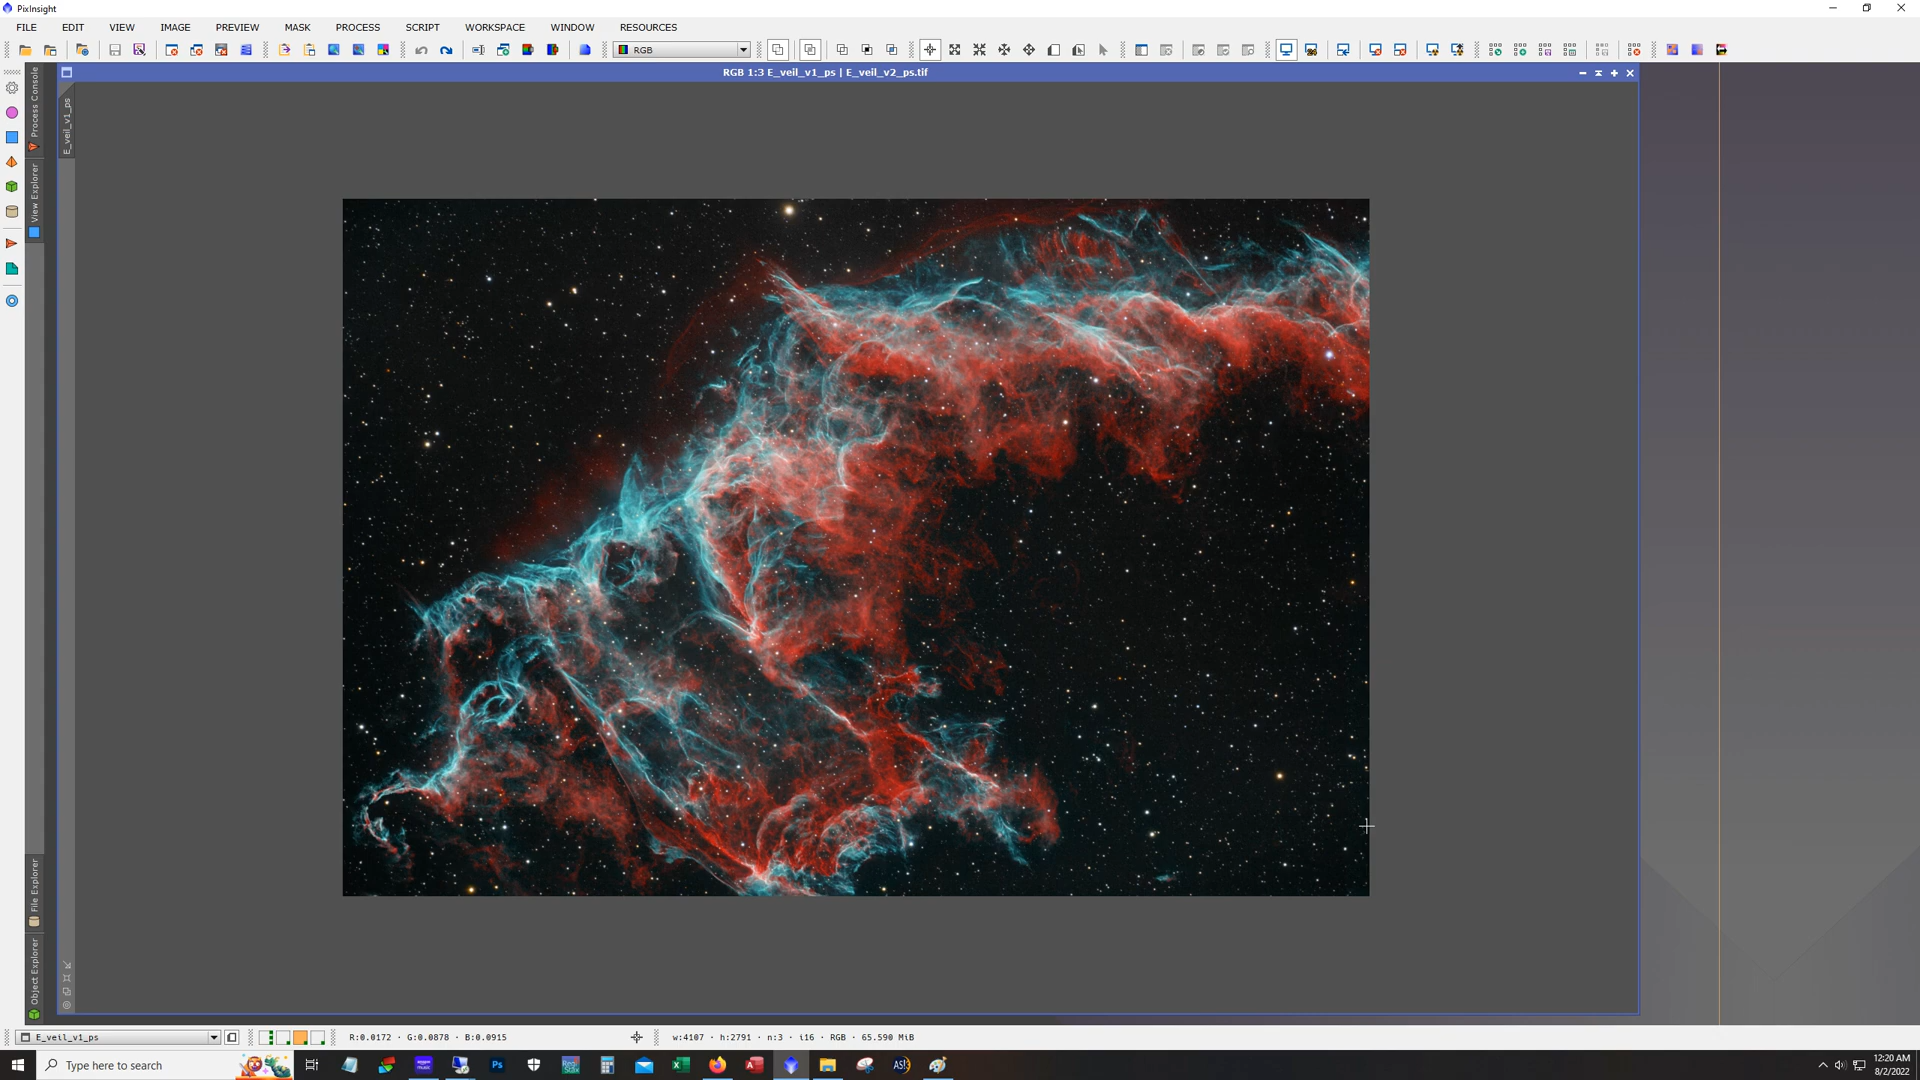 PixInsight
FILE EDIT VIEW IMAGE PREVIEW MASK PROCESS SCRIPT WORKSPACE WINDOW RESOURCES
RGB
RGB 1:3 E_veil_v1_ps | E_veil_v2_ps.tif
Process Console
View Explorer
File Explorer
Object Explorer
E_veil_v1_ps
E_veil_v1_ps
R:0.0172 · G:0.0878 · B:0.0915
w:4107 · h:2791 · n:3 · i16 · RGB · 65.590 MiB
Type here to search
Ps
AS!
12:20 AM
8/2/2022